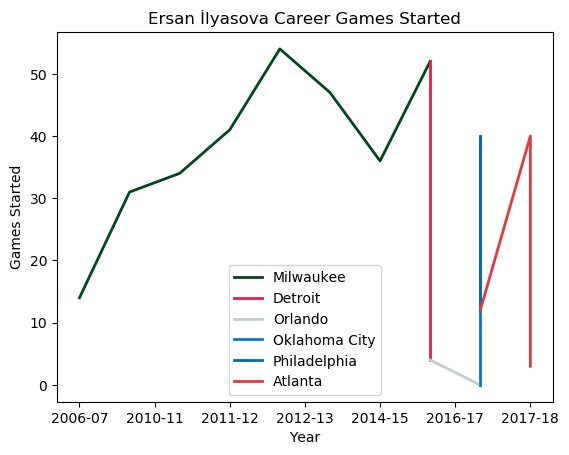 Ersan İlyasova Career Games Started
Games Started
50
40
30
20
10
0
Milwaukee
Detroit
Orlando
Oklahoma City
Philadelphia
Atlanta
2006-07 2010-11 2011-12 2012-13 2014-15 2016-17 2017-18
Year